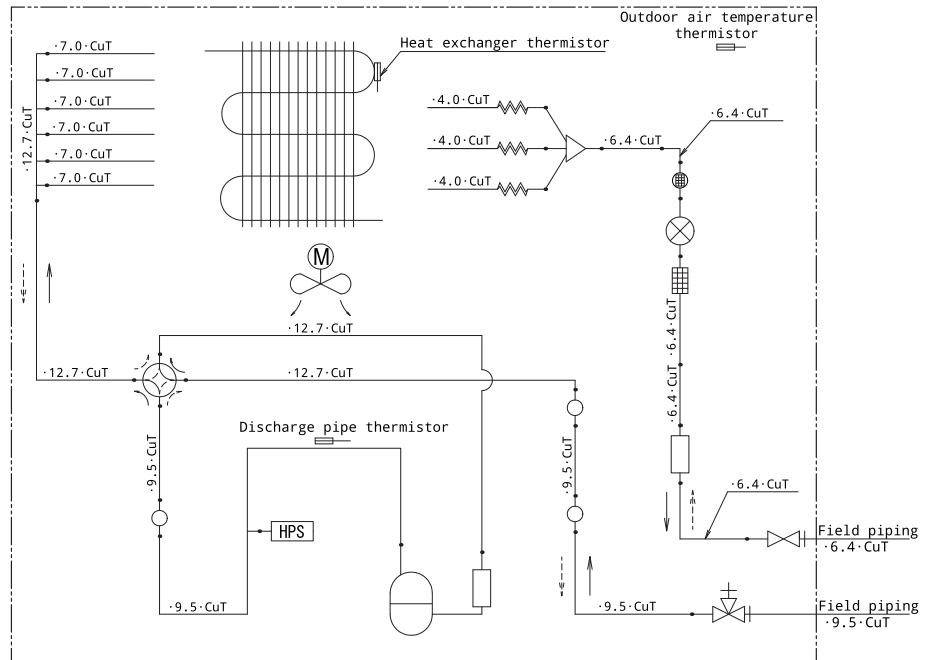 Outdoor air temperature
thermistor
Heat exchanger thermistor
·7.0·CuT
·7.0·CuT
·7.0·CuT
·7.0·CuT
·7.0·CuT
·7.0·CuT
·12.7·CuT
·4.0·CuT
·4.0·CuT
·4.0·CuT
·6.4·CuT
·6.4·CuT
M
·12.7·CuT
·6.4·CuT
·12.7·CuT
·12.7·CuT
·6.4·CuT
Discharge pipe thermistor
·9.5·CuT
·9.5·CuT
·6.4·CuT
HPS
Field piping
·6.4·CuT
·9.5·CuT
·9.5·CuT
Field piping
·9.5·CuT